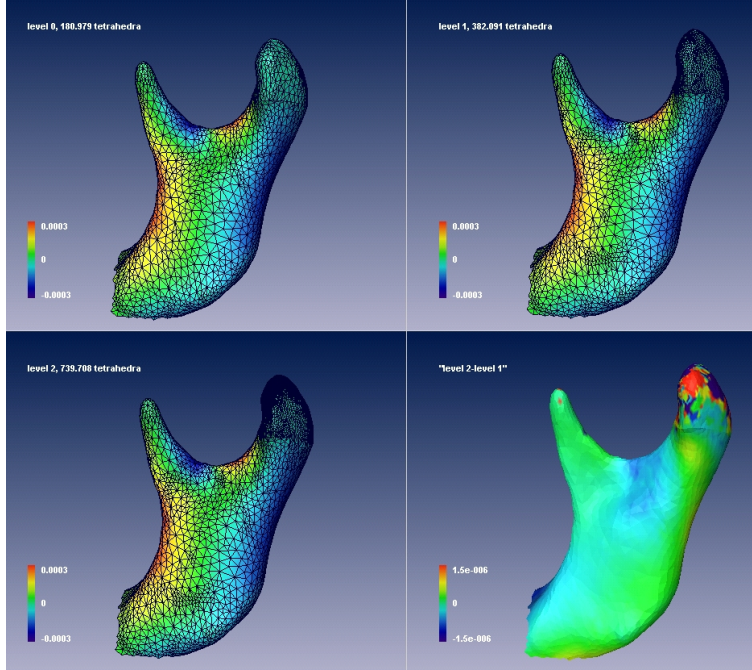 level 0, 180.979 tetrahedra
0.0003
0
-0.0003
level 1, 382.091 tetrahedra
0.0003
0
-0.0003
level 2, 739.708 tetrahedra
0.0003
0
-0.0003
"level 2-level 1"
1.5e-006
0
-1.5e-006